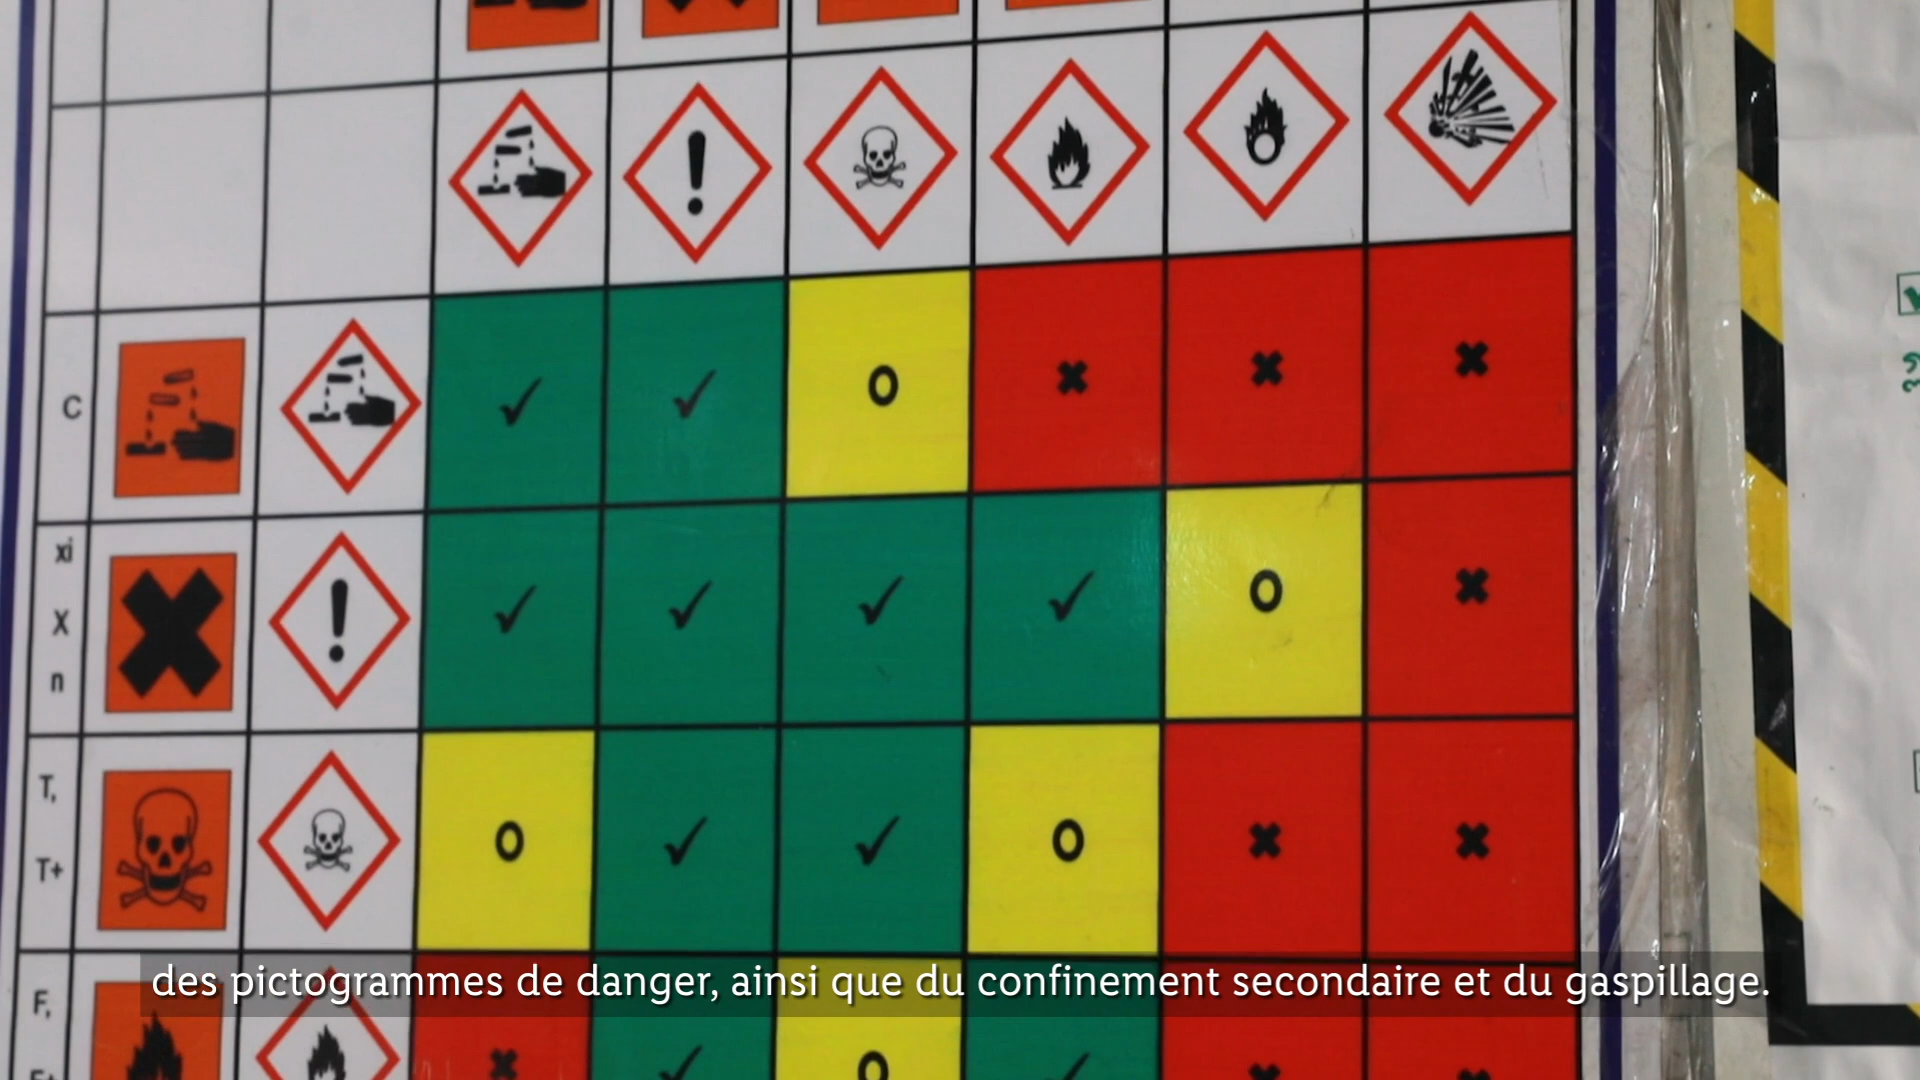 C
xi
X
n
T,
T+
F,
des pictogrammes de danger, ainsi que du confinement secondaire et du gaspillage.